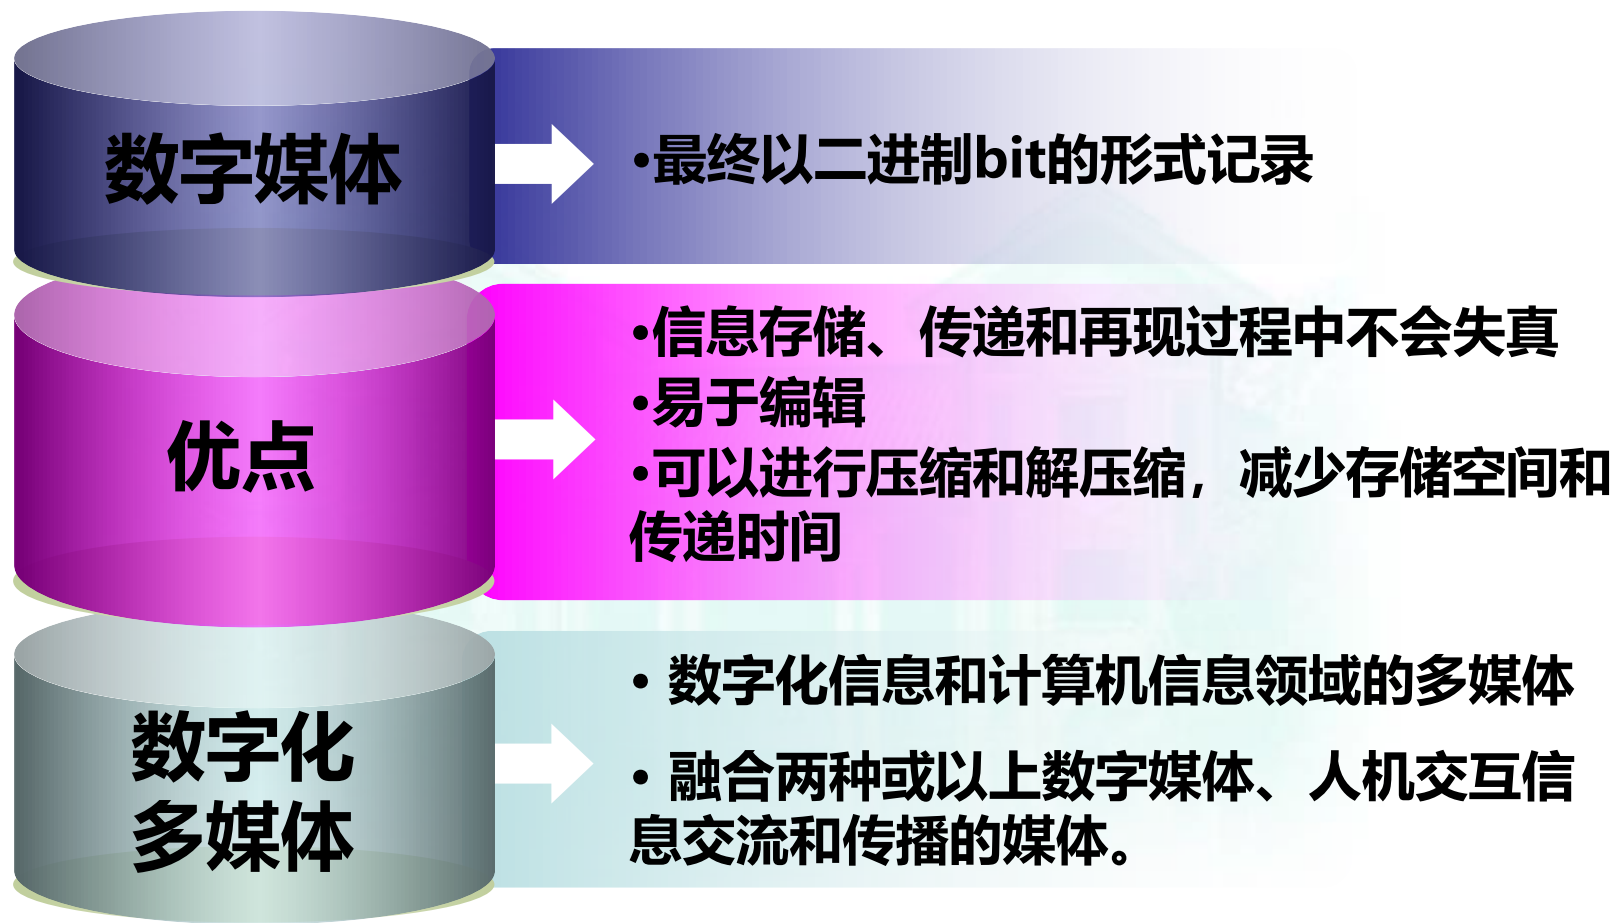 数字媒体
•最终以二进制bit的形式记录
优点
•信息存储、传递和再现过程中不会失真
•易于编辑
•可以进行压缩和解压缩，减少存储空间和
传递时间
数字化
多媒体
• 数字化信息和计算机信息领域的多媒体
• 融合两种或以上数字媒体、人机交互信
息交流和传播的媒体。